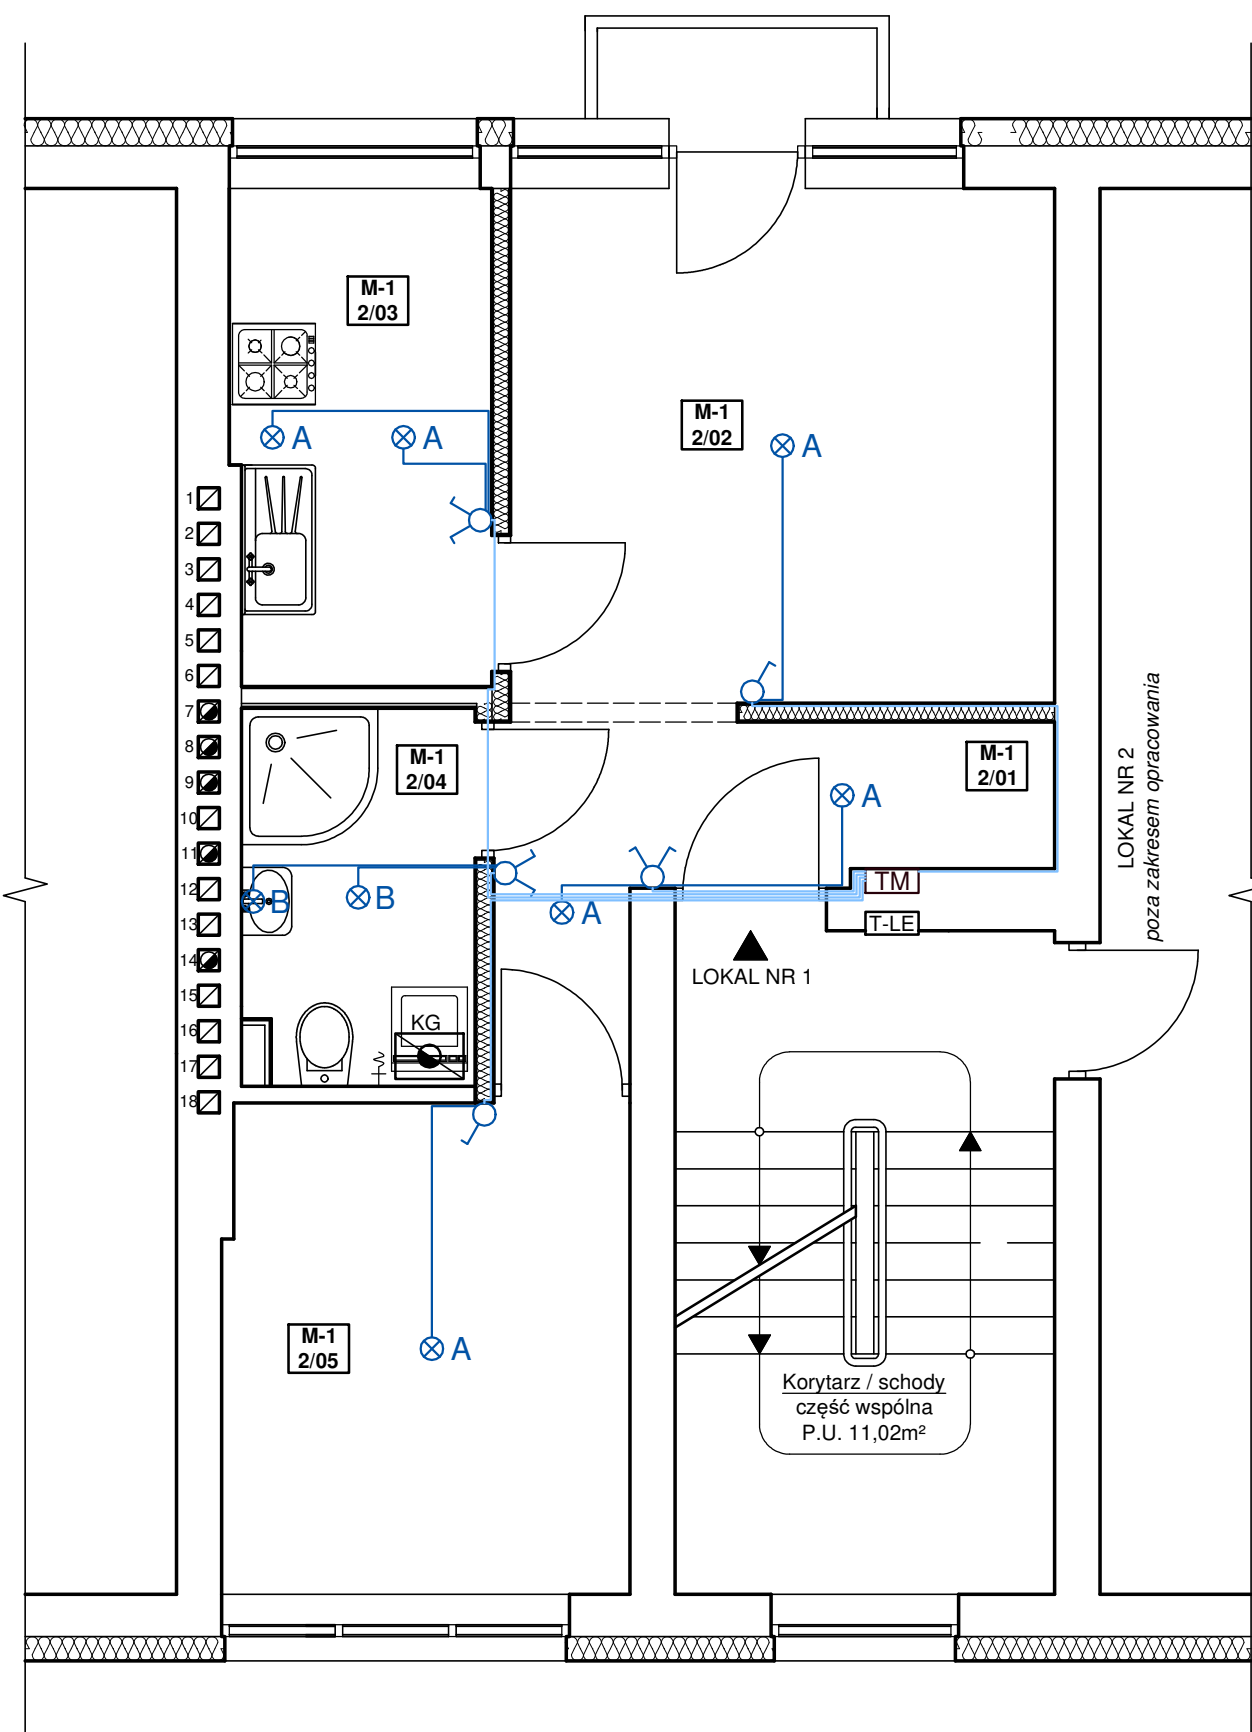 M-1
2/03
A
A
M-1
2/02
A
1
2
3
4
5
6
7
8
9
10
11
12
13
14
15
16
17
18
M-1
2/04
M-1
2/01
A
LOKAL NR 2
poza zakresem opracowania
TM
B
B
A
T-LE
LOKAL NR 1
KG
M-1
2/05
A
Korytarz / schody
część wspólna
P.U. 11,02m²